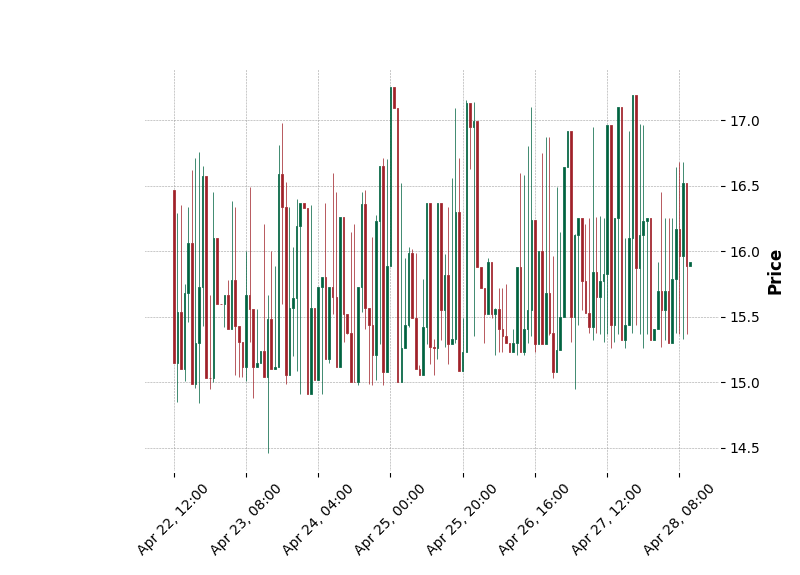 17.0
16.5
16.0
15.5
15.0
14.5
Price
Apr 22, 12:00
Apr 23, 08:00
Apr 24, 04:00
Apr 25, 00:00
Apr 25, 20:00
Apr 26, 16:00
Apr 27, 12:00
Apr 28, 08:00